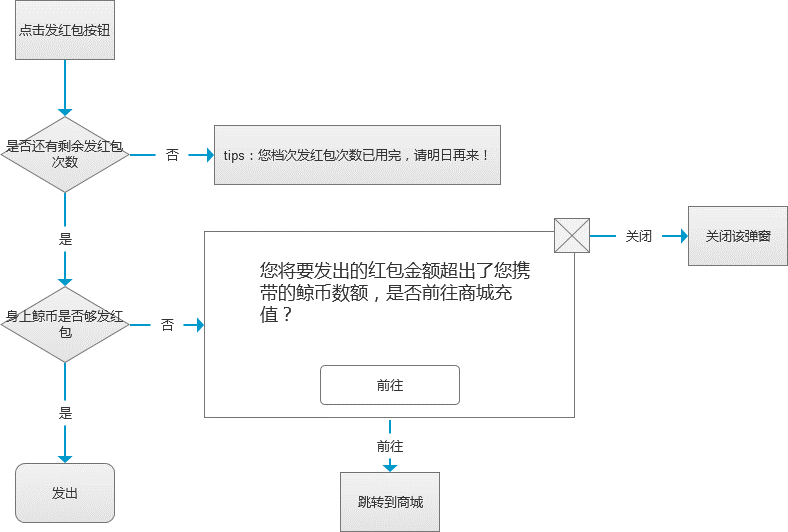 点击发红包按钮
是否还有剩余发红包
次数
否
tips：您档次发红包次数已用完，请明日再来！
是
关闭
关闭该弹窗
您将要发出的红包金额超出了您携
带的鲸币数额，是否前往商城充
值？
身上鲸币是否够发红
包
否
前往
是
前往
发出
跳转到商城